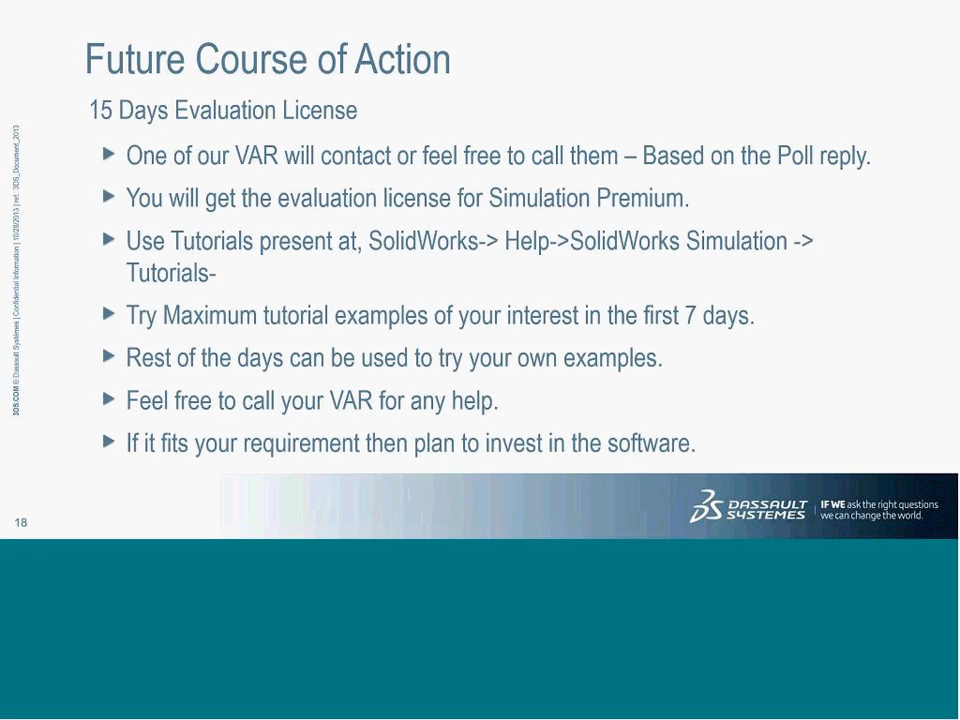 Future Course of Action
15 Days Evaluation License
One of our VAR will contact or feel free to call them – Based on the Poll reply.
You will get the evaluation license for Simulation Premium.
Use Tutorials present at, SolidWorks-> Help->SolidWorks Simulation ->
Tutorials-
Try Maximum tutorial examples of your interest in the first 7 days.
Rest of the days can be used to try your own examples.
Feel free to call your VAR for any help.
If it fits your requirement then plan to invest in the software.
3DS.COM © Dassault Systèmes | Confidential Information | 10/28/2013 | ref.: 3DS_Document_2013
18
DASSAULT
SYSTEMES
IF WE ask the right questions
we can change the world.